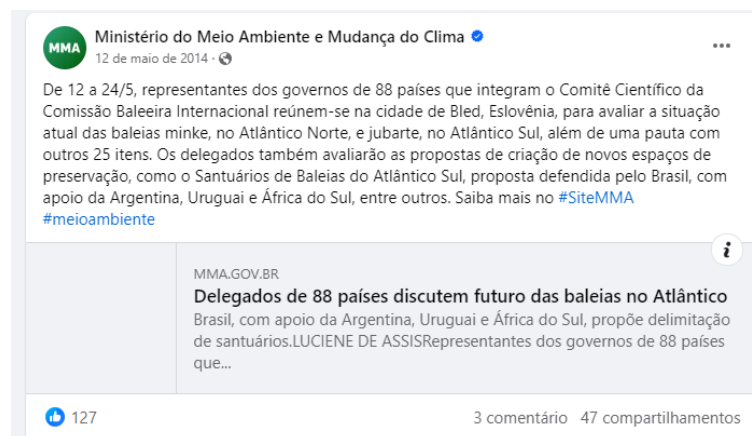 MMA
Ministério do Meio Ambiente e Mudança do Clima
12 de maio de 2014 ·
De 12 a 24/5, representantes dos governos de 88 países que integram o Comitê Científico da
Comissão Baleeira Internacional reúnem-se na cidade de Bled, Eslovênia, para avaliar a situação
atual das baleias minke, no Atlântico Norte, e jubarte, no Atlântico Sul, além de uma pauta com
outros 25 itens. Os delegados também avaliarão as propostas de criação de novos espaços de
preservação, como o Santuários de Baleias do Atlântico Sul, proposta defendida pelo Brasil, com
apoio da Argentina, Uruguai e África do Sul, entre outros. Saiba mais no #SiteMMA
#meioambiente
MMA.GOV.BR
Delegados de 88 países discutem futuro das baleias no Atlântico
Brasil, com apoio da Argentina, Uruguai e África do Sul, propõe delimitação
de santuários.LUCIENE DE ASSISRepresentantes dos governos de 88 países
que...
127
3 comentário 47 compartilhamentos